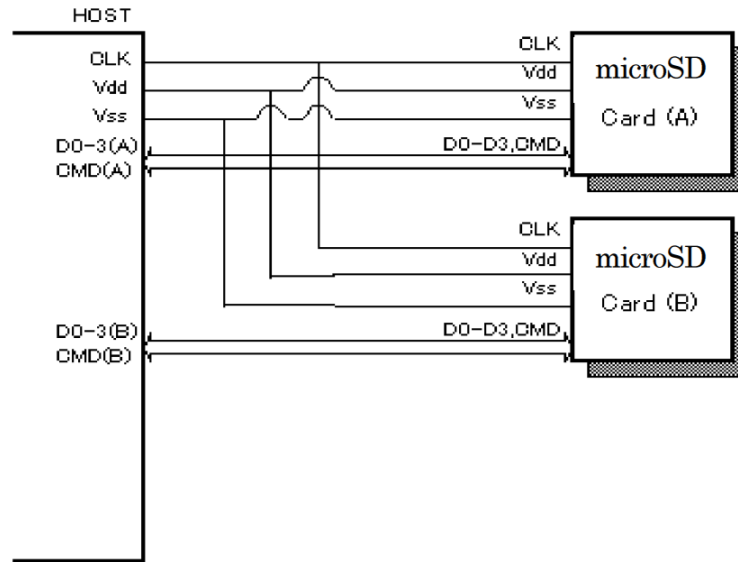 HOST
CLK
Vdd
Vss
D0-3(A)
CMD(A)
CLK
Vdd
Vss
D0-D3,CMD
microSD
Card (A)
CLK
Vdd
Vss
D0-D3,CMD
microSD
Card (B)
D0-3(B)
CMD(B)